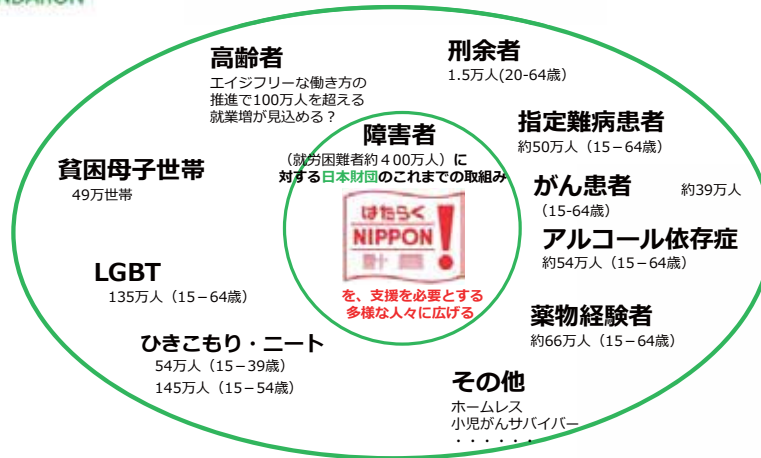 高齢者
エイジフリーな働き方の
推進で100万人を超える
就業増が見込める？
刑余者
1.5万人(20-64歳)
障害者
（就労困難者約４００万人）に
対する日本財団のこれまでの取組み
はたらく
NIPPON!
計画
を、支援を必要とする
多様な人々に広げる
指定難病患者
約50万人（15－64歳）
貧困母子世帯
49万世帯
がん患者 約39万人
(15-64歳)
アルコール依存症
約54万人（15－64歳）
LGBT
135万人（15－64歳）
薬物経験者
約66万人（15－64歳）
ひきこもり・ニート
54万人（15－39歳）
145万人（15－54歳）
その他
ホームレス
小児がんサバイバー
・・・・・・